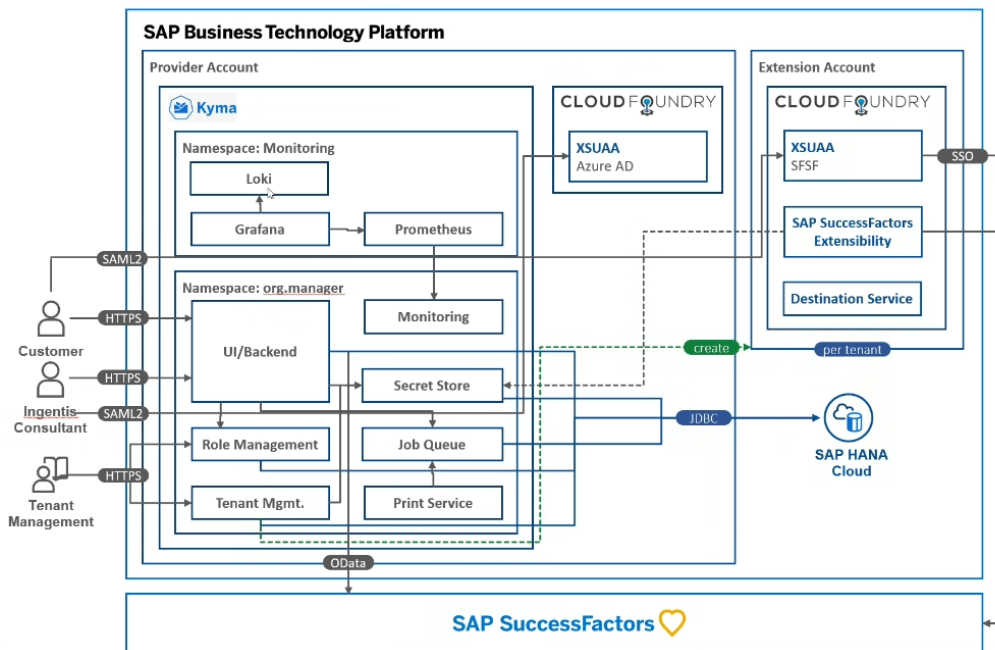 SAP Business Technology Platform
Provider Account
Extension Account
Kyma
CLOUD FOUNDRY
CLOUD FOUNDRY
Namespace: Monitoring
Loki
Grafana
Prometheus
XSUAA
Azure AD
XSUAA
SFSF
SSO
SAP SuccessFactors
Extensibility
Destination Service
per tenant
SAML2
Namespace: org.manager
Customer
HTTPS
UI/Backend
Monitoring
create
Ingentis
Consultant
HTTPS
SAML2
Secret Store
JDBC
SAP HANA
Cloud
Role Management
Job Queue
Tenant
Management
HTTPS
Tenant Mgmt.
Print Service
OData
SAP SuccessFactors